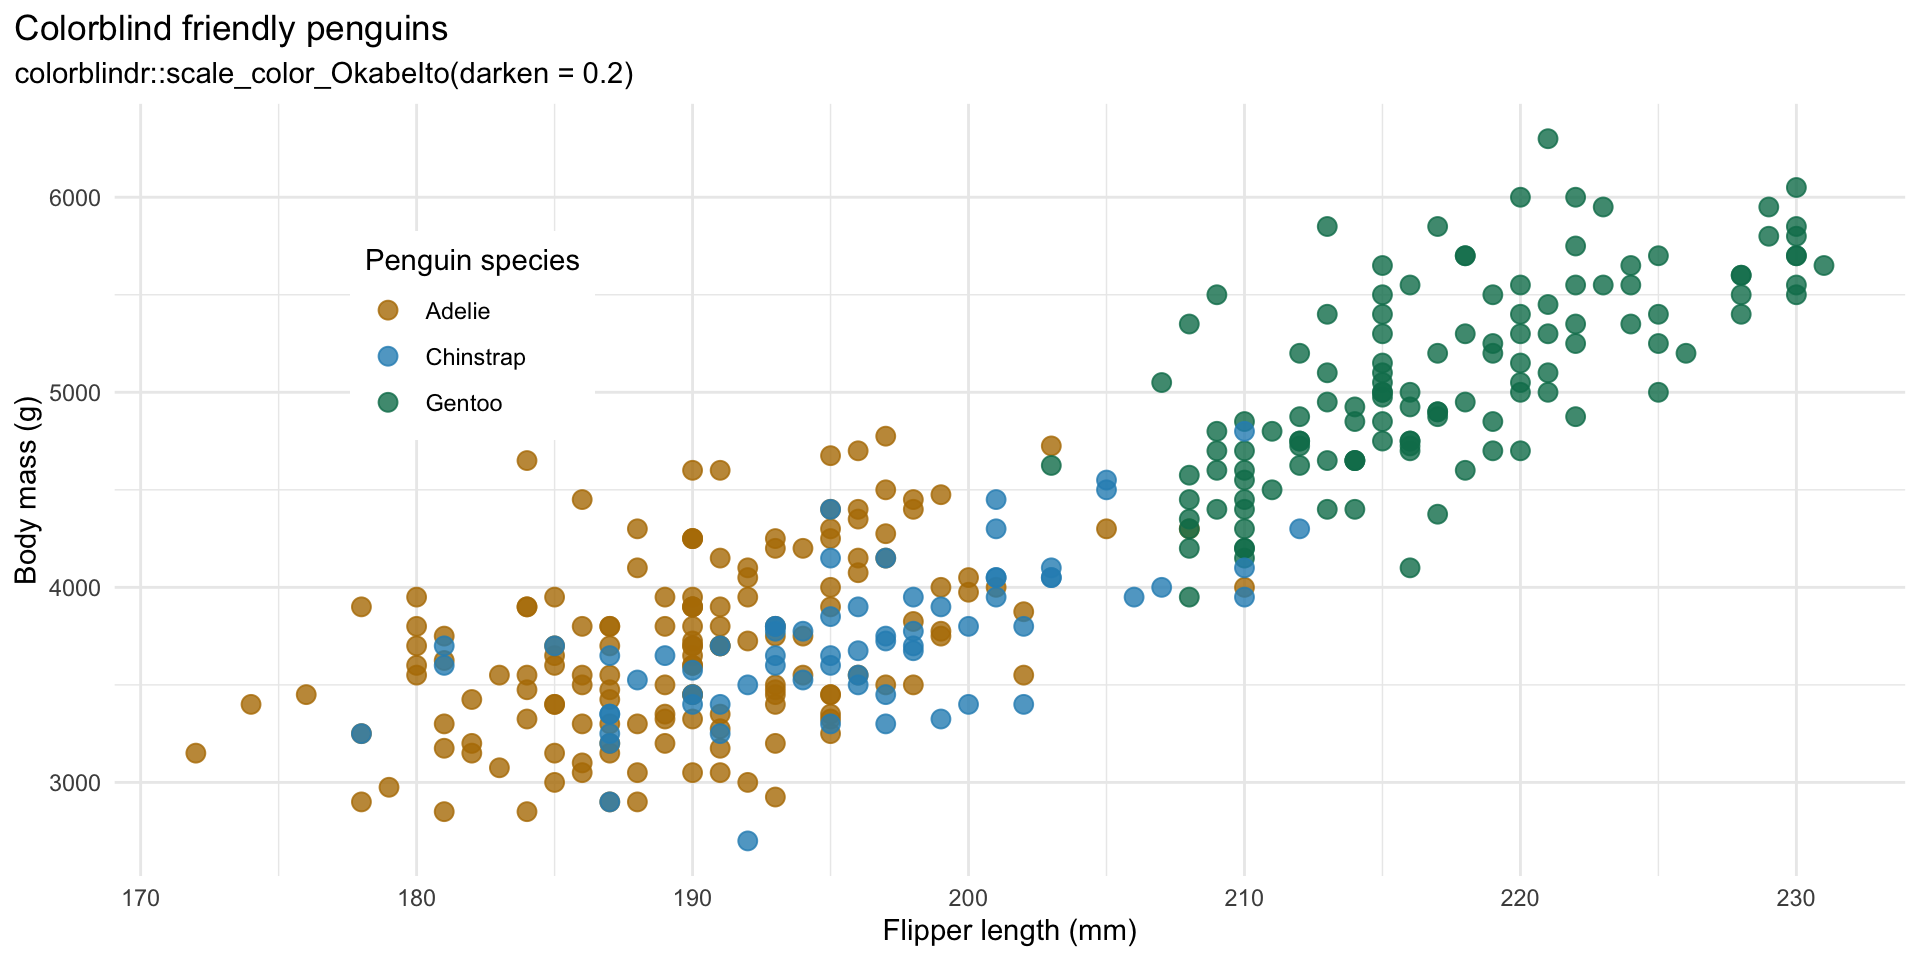 Colorblind friendly penguins
colorblindr::scale_color_OkabeIto(darken = 0.2)
6000
5000
4000
3000
Body mass (g)
Penguin species
Adelie
Chinstrap
Gentoo
170 180 190 200 210 220 230
Flipper length (mm)